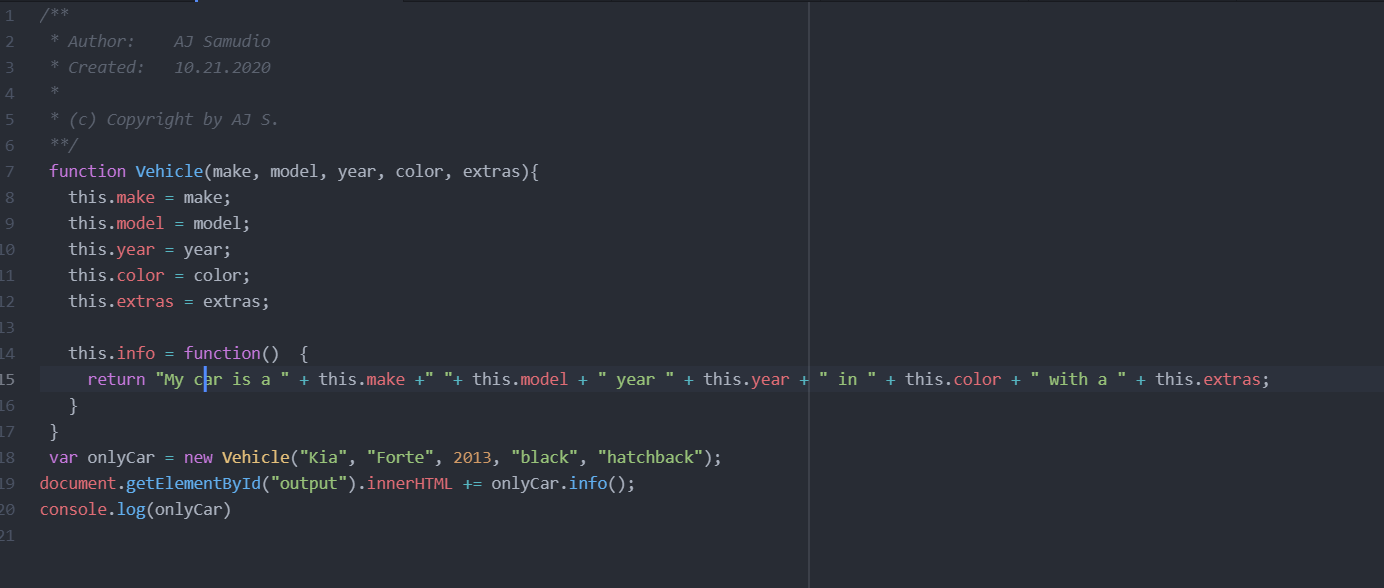 1 /**
2  * Author:    AJ Samudio
3  * Created:   10.21.2020
4  *
5  * (c) Copyright by AJ S.
6  **/
7  function Vehicle(make, model, year, color, extras){
8    this.make = make;
9    this.model = model;
10    this.year = year;
11    this.color = color;
12    this.extras = extras;
13
14    this.info = function()  {
15      return "My car is a " + this.make +" "+ this.model + " year " + this.year + " in " + this.color + " with a " + this.extras;
16    }
17  }
18  var onlyCar = new Vehicle("Kia", "Forte", 2013, "black", "hatchback");
19 document.getElementById("output").innerHTML += onlyCar.info();
20 console.log(onlyCar)
21